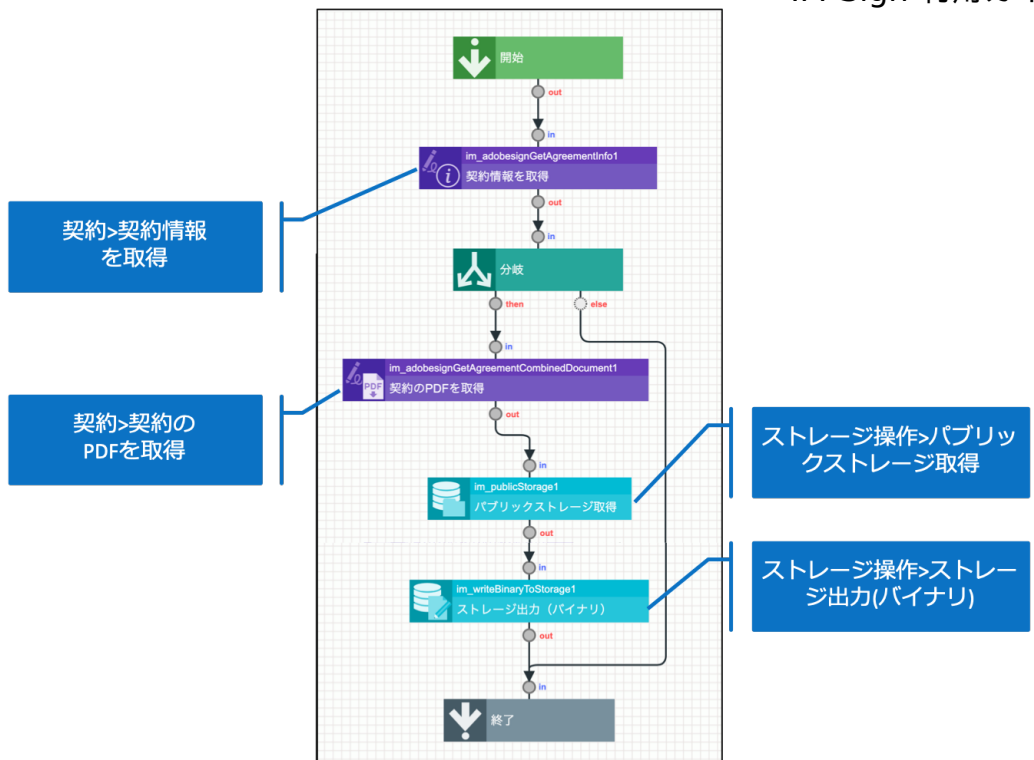 開始
out
in
im_adobesignGetAgreementInfo1
契約情報を取得
out
in
契約>契約情報
を取得
分岐
then
else
in
im_adobesignGetAgreementCombinedDocument1
PDF
契約のPDFを取得
out
契約>契約の
PDFを取得
in
im_publicStorage1
パブリックストレージ取得
ストレージ操作>パブリッ
クストレージ取得
out
in
im_writeBinaryToStorage1
ストレージ出力（バイナリ）
ストレージ操作>ストレー
ジ出力(バイナリ)
out
in
終了